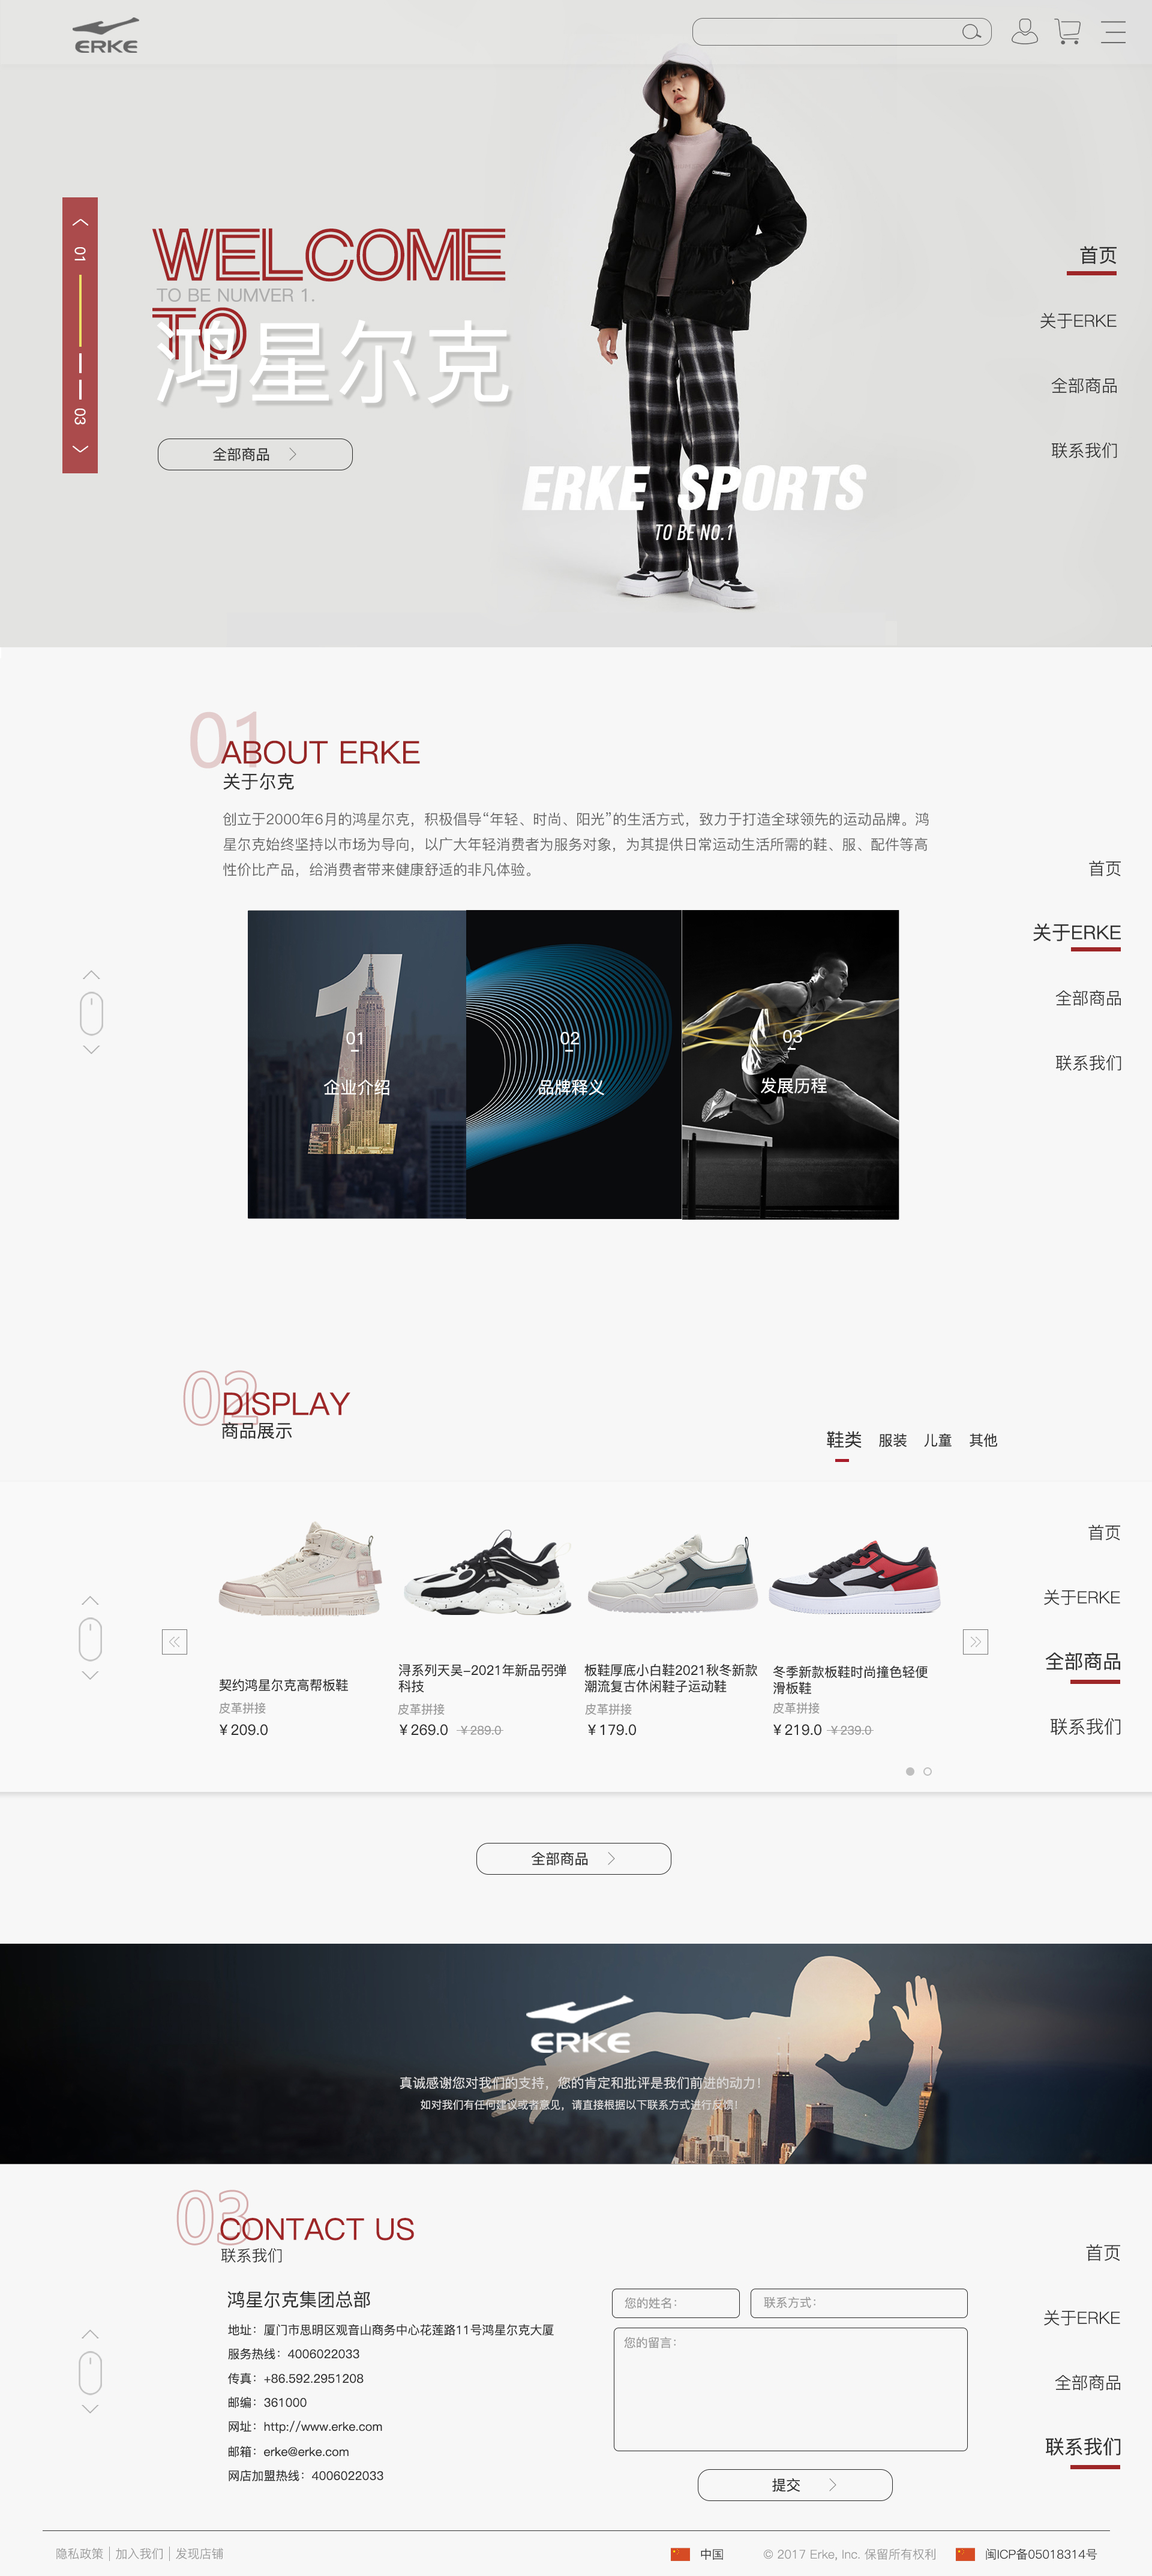 ERKE
WELCOME
TO BE NUMVER 1.
TO
鸿星尔克
01
03
全部商品
ERKE SPORTS
TO BE NO.1
首页
关于ERKE
全部商品
联系我们
01
ABOUT ERKE
关于尔克
创立于2000年6月的鸿星尔克，积极倡导“年轻、时尚、阳光”的生活方式，致力于打造全球领先的运动品牌。鸿
星尔克始终坚持以市场为导向，以广大年轻消费者为服务对象，为其提供日常运动生活所需的鞋、服、配件等高
性价比产品，给消费者带来健康舒适的非凡体验。
首页
关于ERKE
全部商品
联系我们
1
01
企业介绍
02
品牌释义
03
发展历程
02
DISPLAY
商品展示
鞋类 服装 儿童 其他
首页
关于ERKE
全部商品
联系我们
契约鸿星尔克高帮板鞋
皮革拼接
￥209.0
浔系列天吴-2021年新品弜弹
科技
皮革拼接
￥269.0 ￥289.0
板鞋厚底小白鞋2021秋冬新款
潮流复古休闲鞋子运动鞋
皮革拼接
￥179.0
冬季新款板鞋时尚撞色轻便
滑板鞋
皮革拼接
￥219.0 ￥239.0
全部商品
ERKE
真诚感谢您对我们的支持，您的肯定和批评是我们前进的动力！
如对我们有任何建议或者意见，请直接根据以下联系方式进行反馈！
03
CONTACT US
联系我们
鸿星尔克集团总部
地址：厦门市思明区观音山商务中心花莲路11号鸿星尔克大厦
服务热线：4006022033
传真：+86.592.2951208
邮编：361000
网址：http://www.erke.com
邮箱：erke@erke.com
网店加盟热线：4006022033
您的姓名：
联系方式：
您的留言：
提交
首页
关于ERKE
全部商品
联系我们
隐私政策｜加入我们｜发现店铺
中国
© 2017 Erke, Inc. 保留所有权利
闽ICP备05018314号